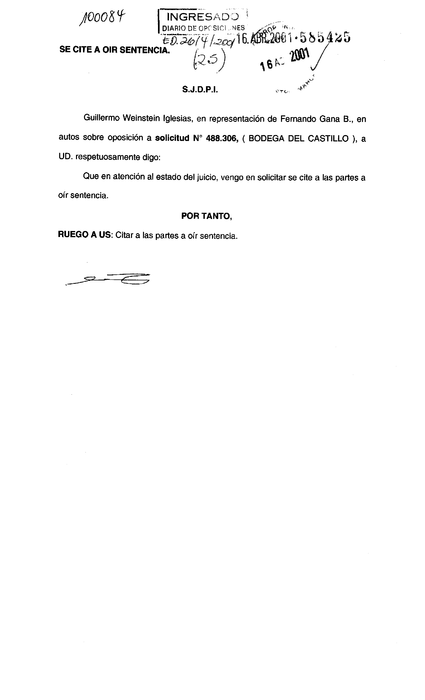 100084
INGRESADO
DIARIO DE OPOSICIONES
ED. 26/4/2001
16.ABR.2001·585425
(25)
16 A 2001
SE CITE A OIR SENTENCIA.
S.J.D.P.I.
Guillermo Weinstein Iglesias, en representación de Fernando Gana B., en
autos sobre oposición a solicitud N° 488.306, ( BODEGA DEL CASTILLO ), a
UD. respetuosamente digo:
Que en atención al estado del juicio, vengo en solicitar se cite a las partes a
oír sentencia.
POR TANTO,
RUEGO A US: Citar a las partes a oír sentencia.